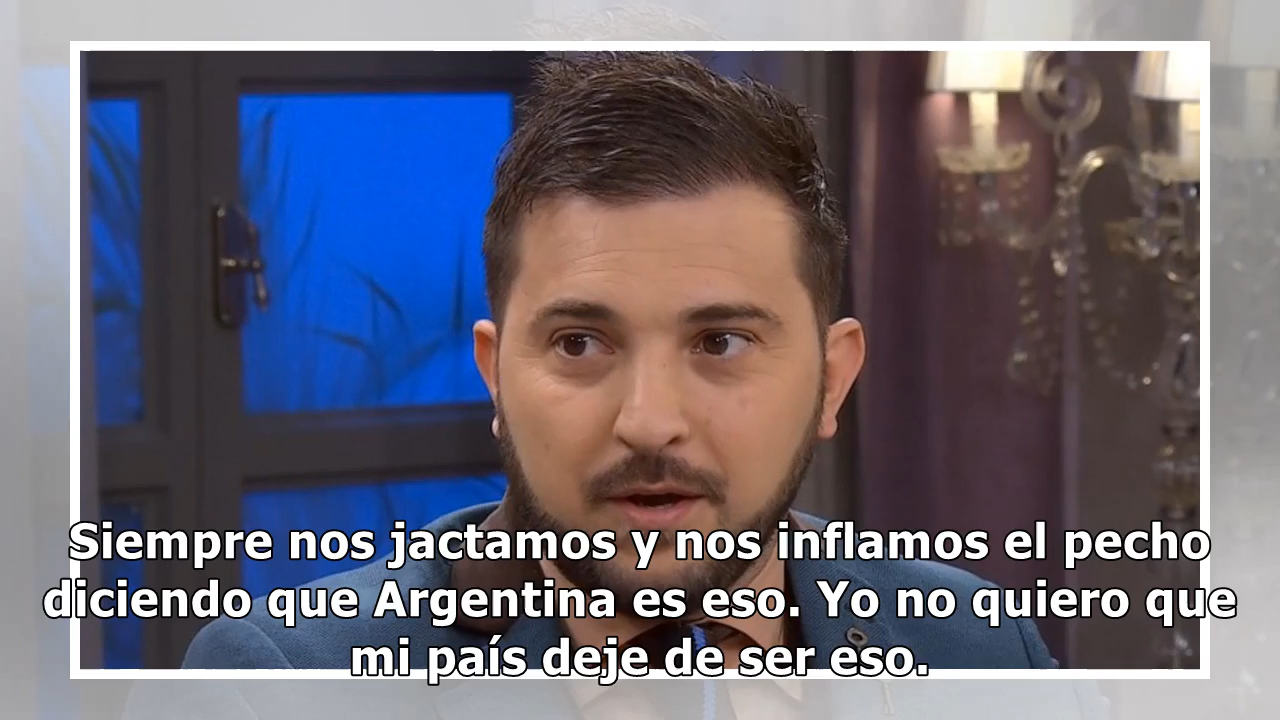 Siempre nos jactamos y nos inflamos el pecho
diciendo que Argentina es eso. Yo no quiero que
mi país deje de ser eso.